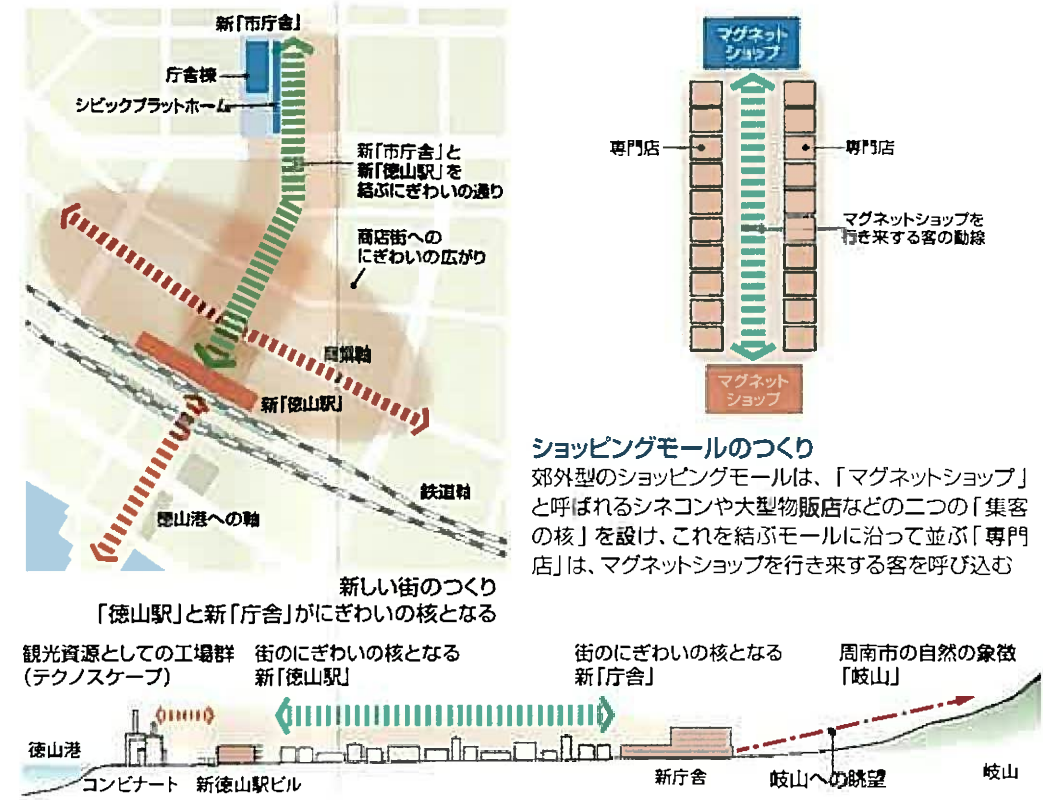 新「市庁舎」
庁舎棟
シビックプラットホーム
新「市庁舎」と
新「徳山駅」を
結ぶにぎわいの通り
商店街への
にぎわいの広がり
新「徳山駅」
鉄道軸
徳山港への軸
新しい街のつくり
「徳山駅」と新「庁舎」がにぎわいの核となる
マグネット
ショップ
専門店
専門店
マグネットショップを
行き来する客の動線
マグネット
ショップ
ショッピングモールのつくり
郊外型のショッピングモールは、「マグネットショップ」
と呼ばれるシネコンや大型物販店などの二つの「集客
の核」を設け、これを結ぶモールに沿って並ぶ「専門
店」は、マグネットショップを行き来する客を呼び込む
観光資源としての工場群
(テクノスケープ)
街のにぎわいの核となる
新「徳山駅」
街のにぎわいの核となる
新「庁舎」
周南市の自然の象徴
「岐山」
徳山港
コンビナート
新徳山駅ビル
新庁舎
岐山への眺望
岐山